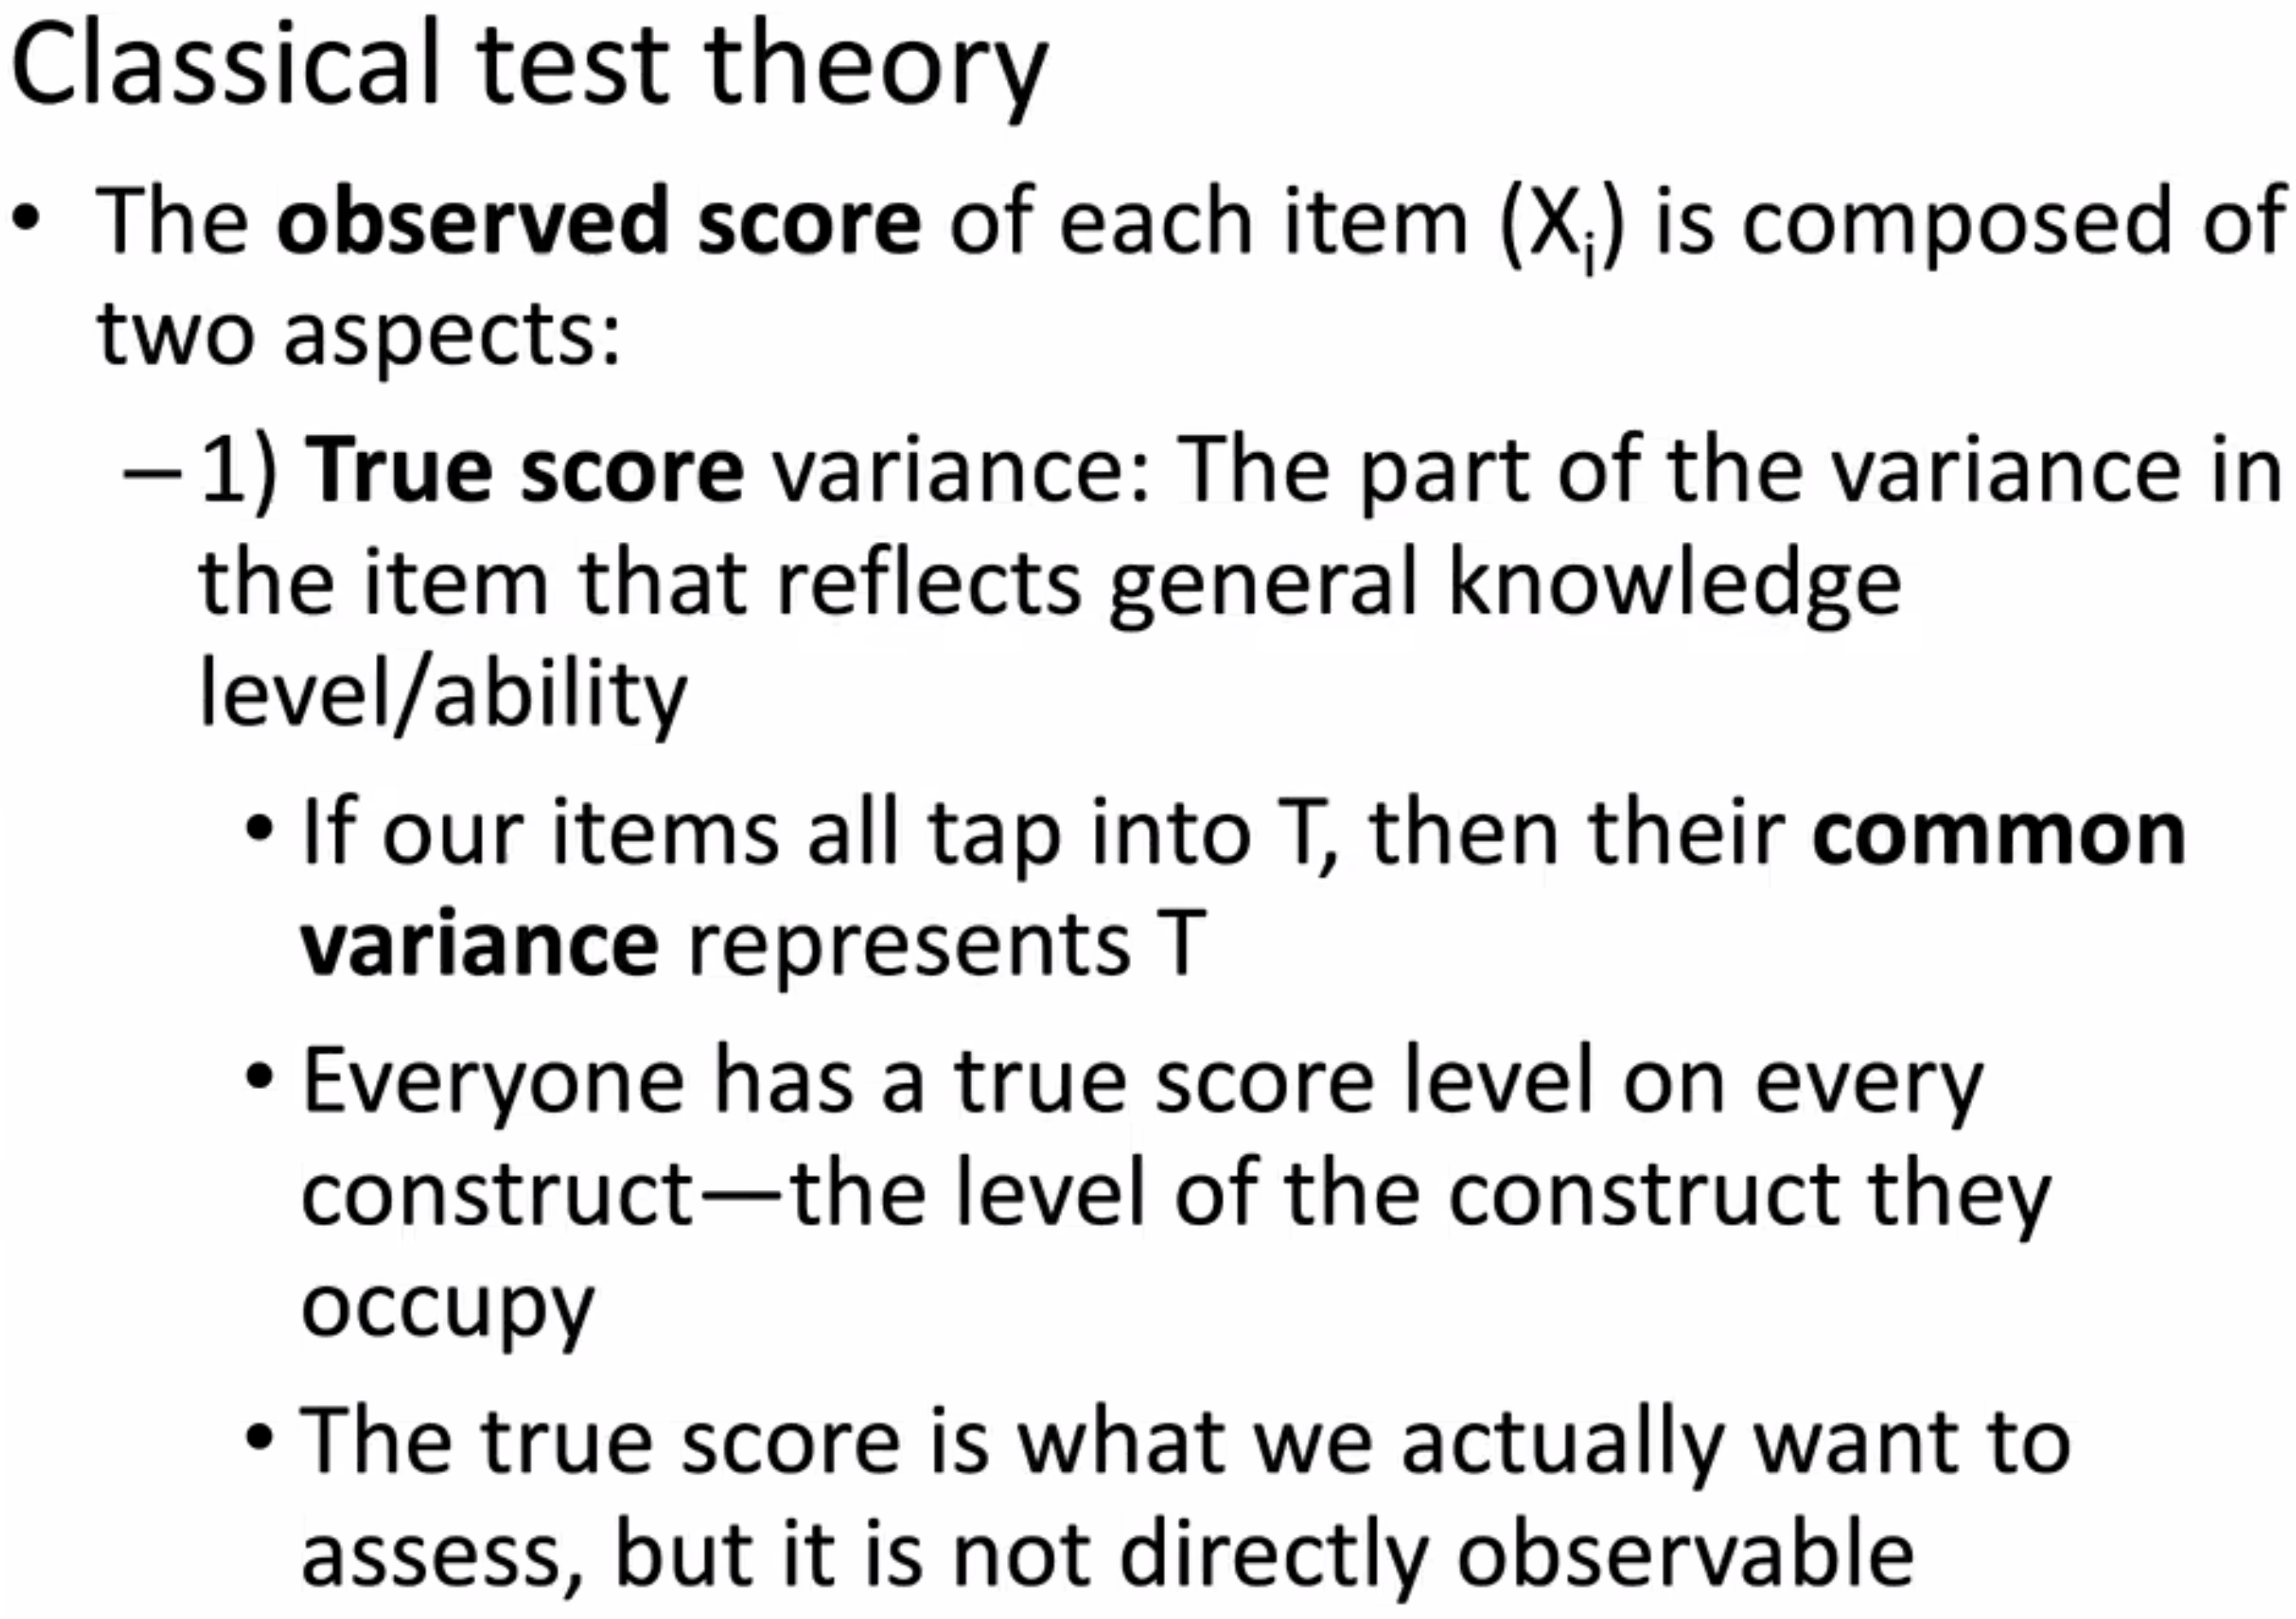 Classical test theory
• The observed score of each item (Xi) is composed of
two aspects:
– 1) True score variance: The part of the variance in
the item that reflects general knowledge
level/ability
• If our items all tap into T, then their common
variance represents T
• Everyone has a true score level on every
construct—the level of the construct they
occupy
• The true score is what we actually want to
assess, but it is not directly observable